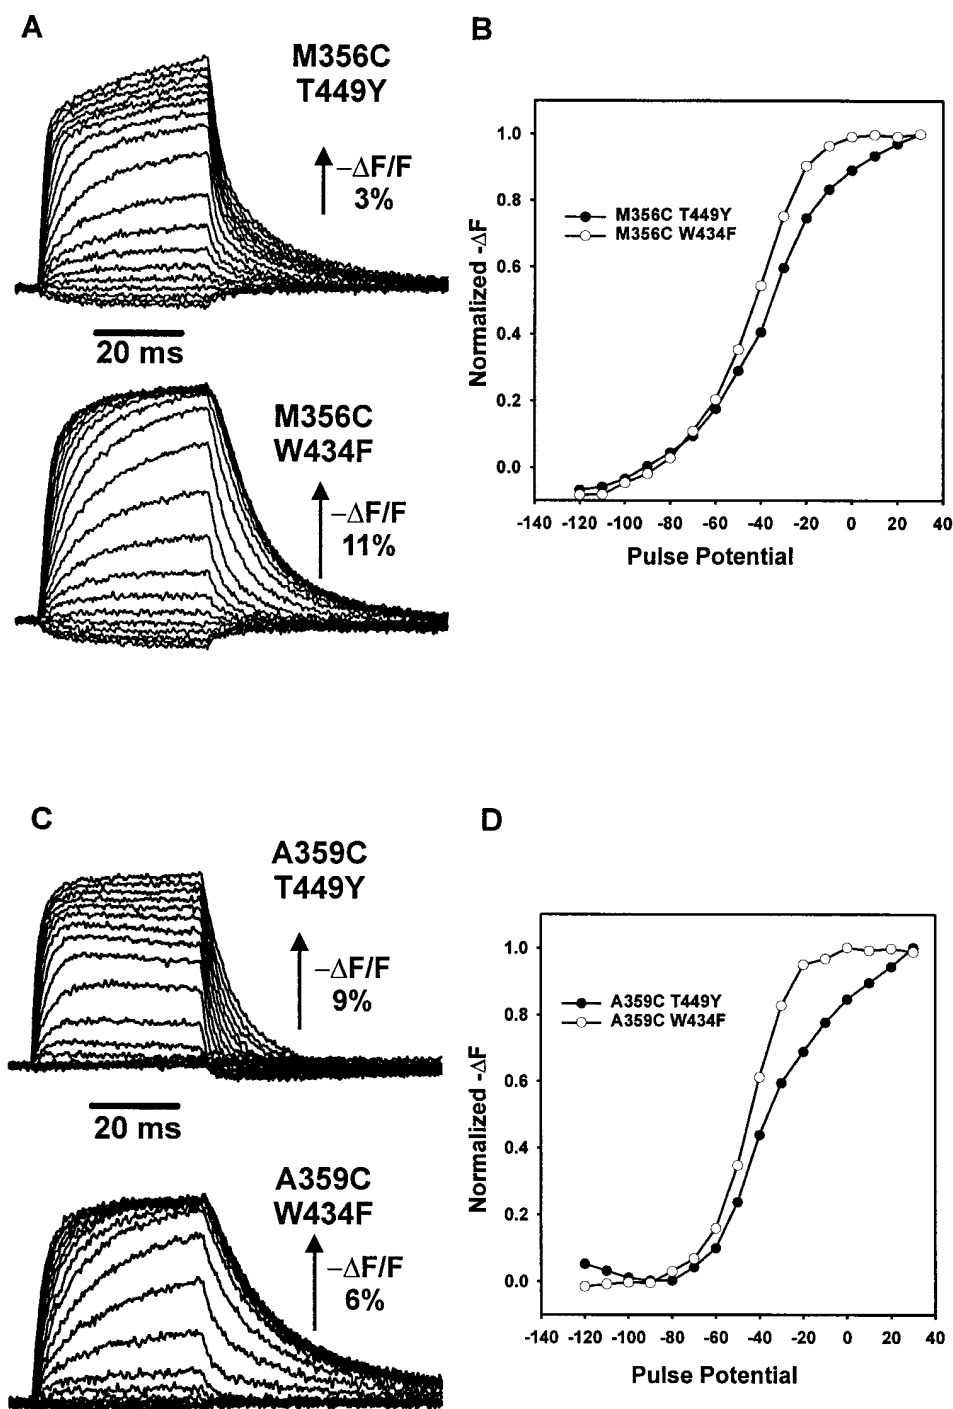 A
M356C
T449Y
−ΔF/F
3%
20 ms
M356C
W434F
−ΔF/F
11%
B
1.0
0.8
0.6
0.4
0.2
0.0
Normalized -ΔF
M356C T449Y
M356C W434F
-140 -120 -100 -80 -60 -40 -20 0 20 40
Pulse Potential
C
A359C
T449Y
−ΔF/F
9%
20 ms
A359C
W434F
−ΔF/F
6%
D
1.0
0.8
0.6
0.4
0.2
0.0
Normalized -ΔF
A359C T449Y
A359C W434F
-140 -120 -100 -80 -60 -40 -20 0 20 40
Pulse Potential